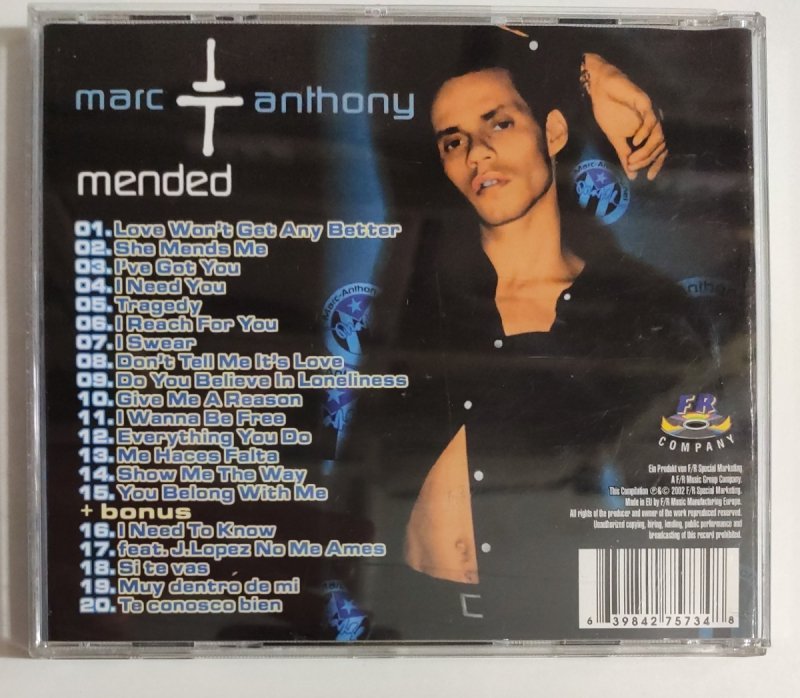 marc anthony
mended
01. Love Won't Get Any Better
02. She Mends Me
03. I've Got You
04. I Need You
05. Tragedy
06. I Reach For You
07. I Swear
08. Don't Tell Me It's Love
09. Do You Believe In Loneliness
10. Give Me A Reason
11. I Wanna Be Free
12. Everything You Do
13. Me Haces Falta
14. Show Me The Way
15. You Belong With Me
+ bonus
16. I Need To Know
17. feat. J.Lopez No Me Ames
18. Si te vas
19. Muy dentro de mi
20. Te conosco bien
Marc-Anthony
Marc-Anthony
FR
COMPANY
Ein Produkt von F/R Special Marketing
A F/R Music Group Company.
This Compilation ℗&© 2002 F/R Special Marketing.
Made in EU by F/R Music Manufacturing Europe.
All rights of the producer and owner of the work reproduced reserved.
Unauthorized copying, hiring, lending, public performance and
broadcasting of this record prohibited.
6 39842 75734 8